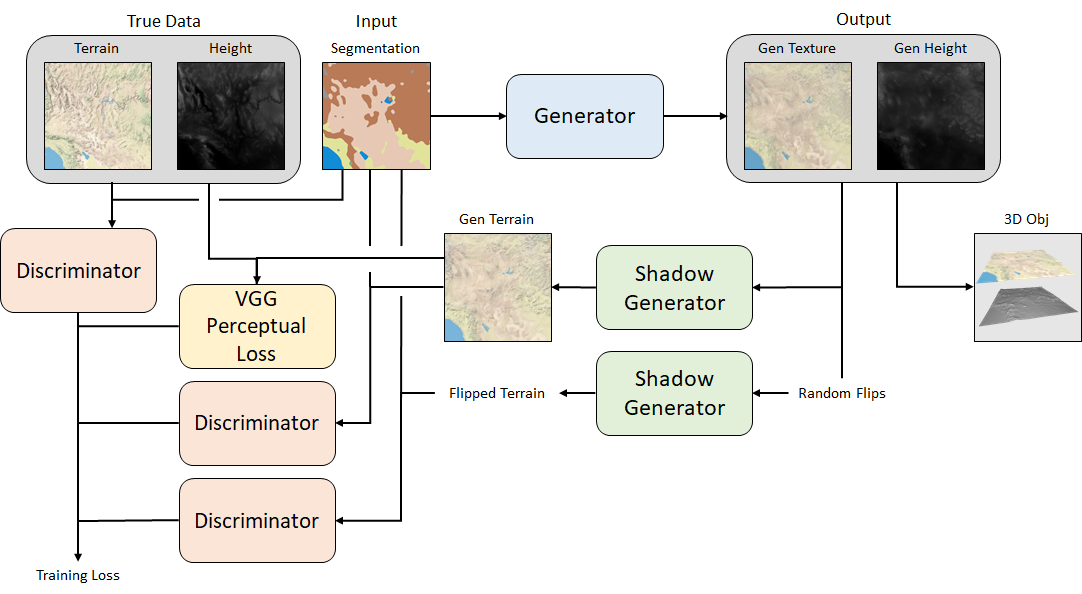 True Data
Input
Output
Terrain
Height
Segmentation
Gen Texture
Gen Height
Generator
Gen Terrain
3D Obj
Discriminator
Shadow
Generator
VGG
Perceptual
Loss
Shadow
Generator
Flipped Terrain
Random Flips
Discriminator
Discriminator
Training Loss